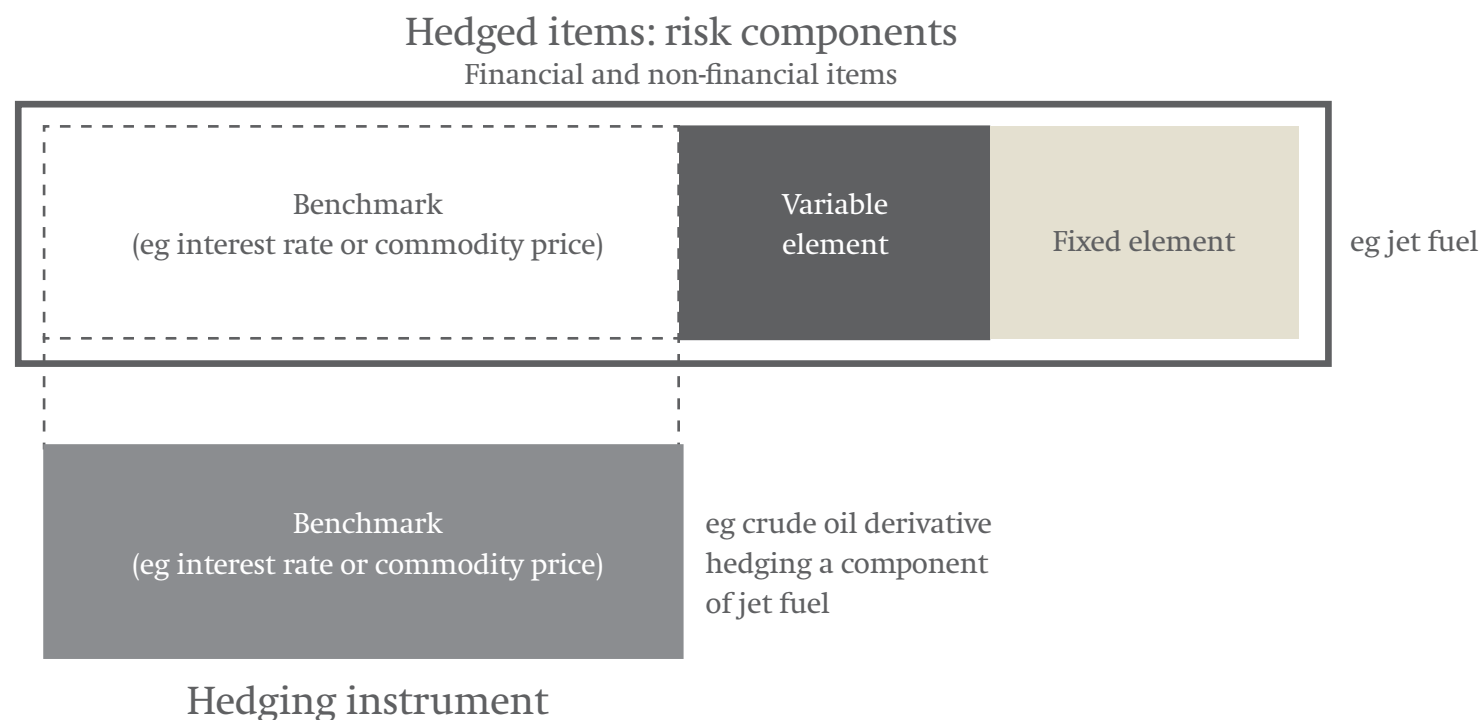 Hedged items: risk components
Financial and non-financial items
Benchmark
(eg interest rate or commodity price)
Variable
element
Fixed element
eg jet fuel
Benchmark
(eg interest rate or commodity price)
eg crude oil derivative
hedging a component
of jet fuel
Hedging instrument